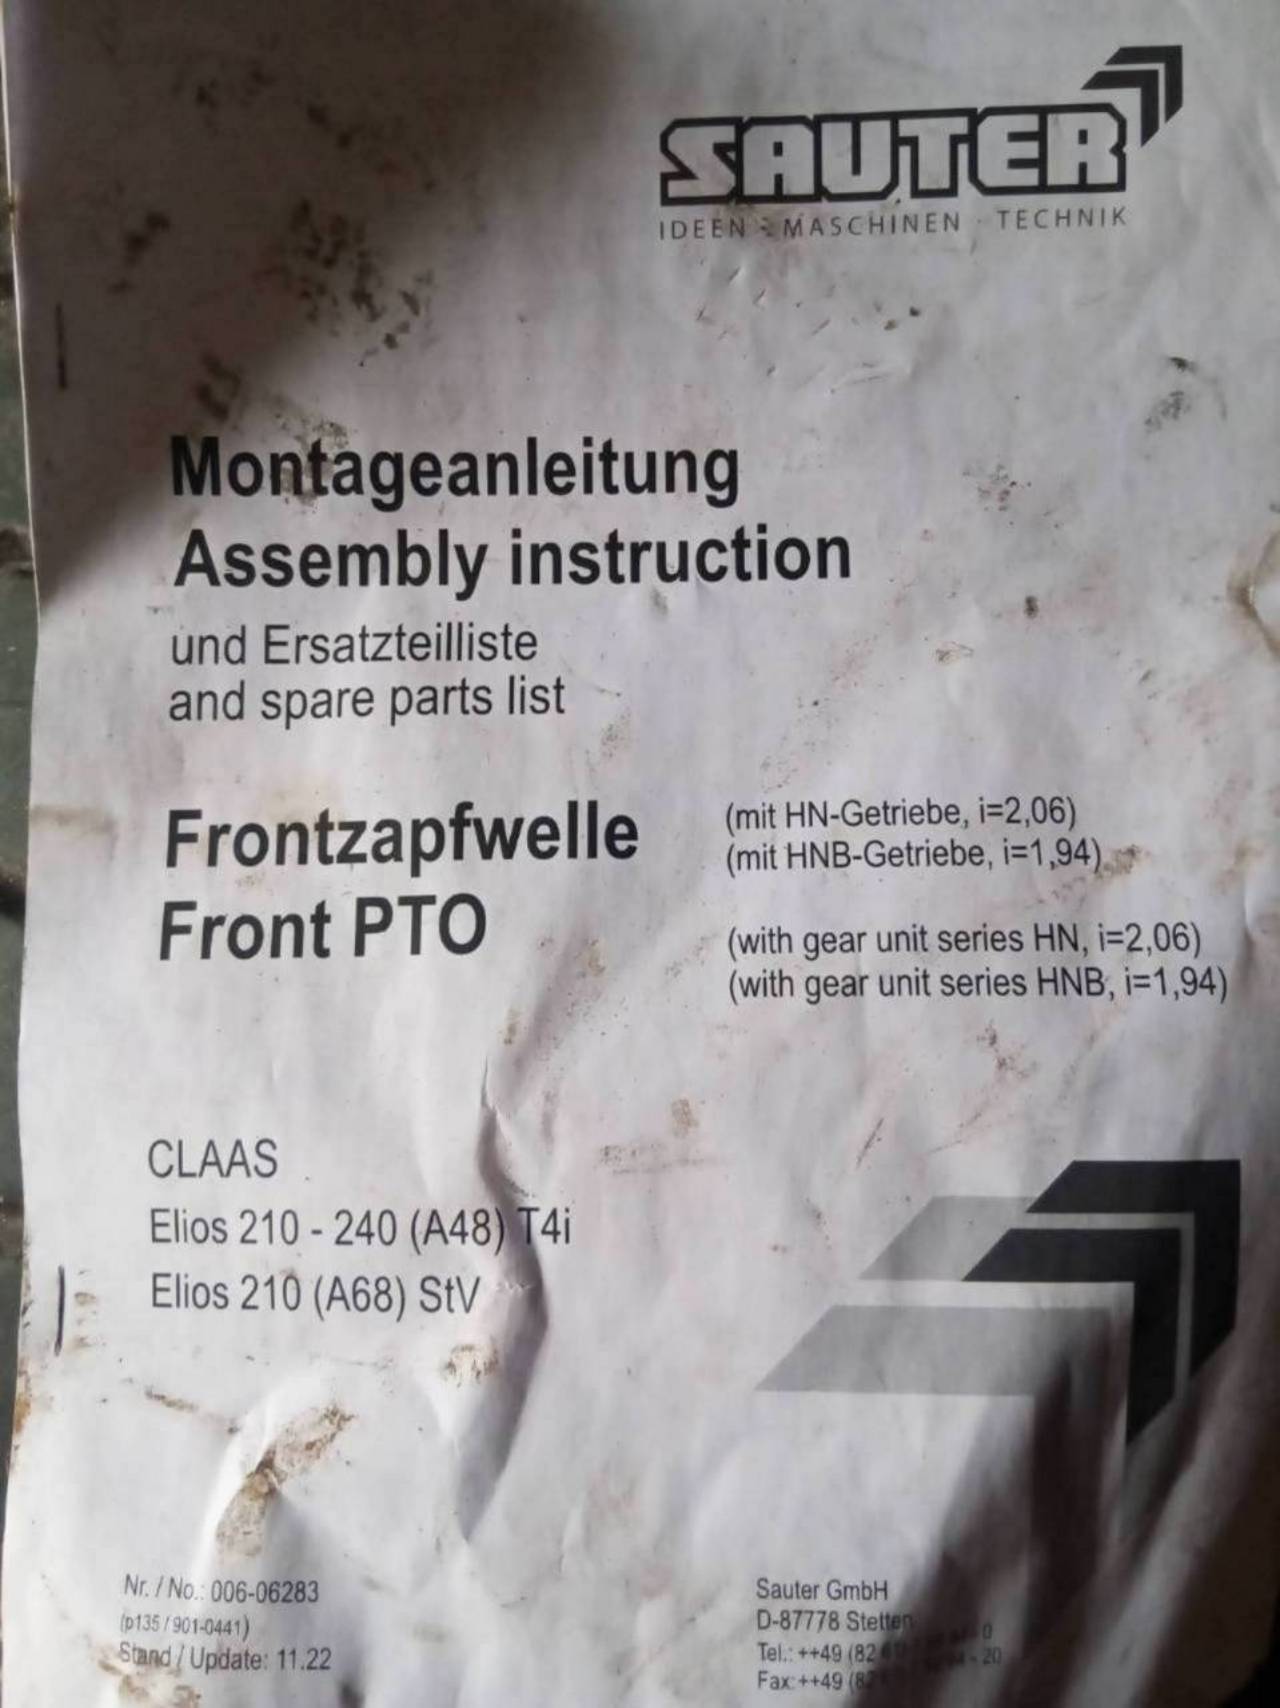 SAUTER
IDEEN · MASCHINEN · TECHNIK
Montageanleitung
Assembly instruction
und Ersatzteilliste
and spare parts list
Frontzapfwelle
Front PTO
(mit HN-Getriebe, i=2,06)
(mit HNB-Getriebe, i=1,94)
(with gear unit series HN, i=2,06)
(with gear unit series HNB, i=1,94)
CLAAS
Elios 210 - 240 (A48) T4i
Elios 210 (A68) StV
Nr. / No.: 006-06283
(p135 / 901-0441)
Stand / Update: 11.22
Sauter GmbH
D-87778 Stetten
Tel.: ++49
Fax: ++49